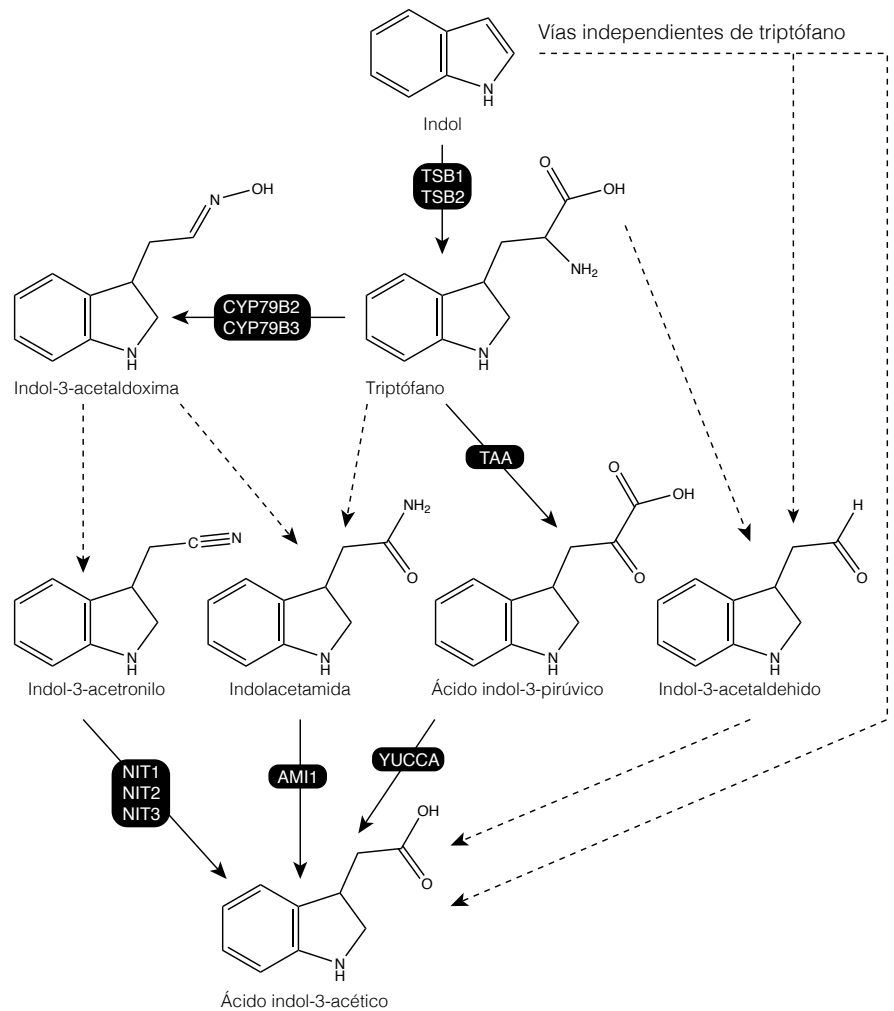 Vías independientes de triptófano
N
H
Indol
TSB1
TSB2
O
OH
NH₂
N
H
Triptófano
N
OH
N
H
Indol-3-acetaldoxima
CYP79B2
CYP79B3
TAA
C
N
N
H
Indol-3-acetronilo
NH₂
O
N
H
Indolacetamida
O
OH
O
N
H
Ácido indol-3-pirúvico
H
O
N
H
Indol-3-acetaldehido
NIT1
NIT2
NIT3
AMI1
YUCCA
OH
O
N
H
Ácido indol-3-acético